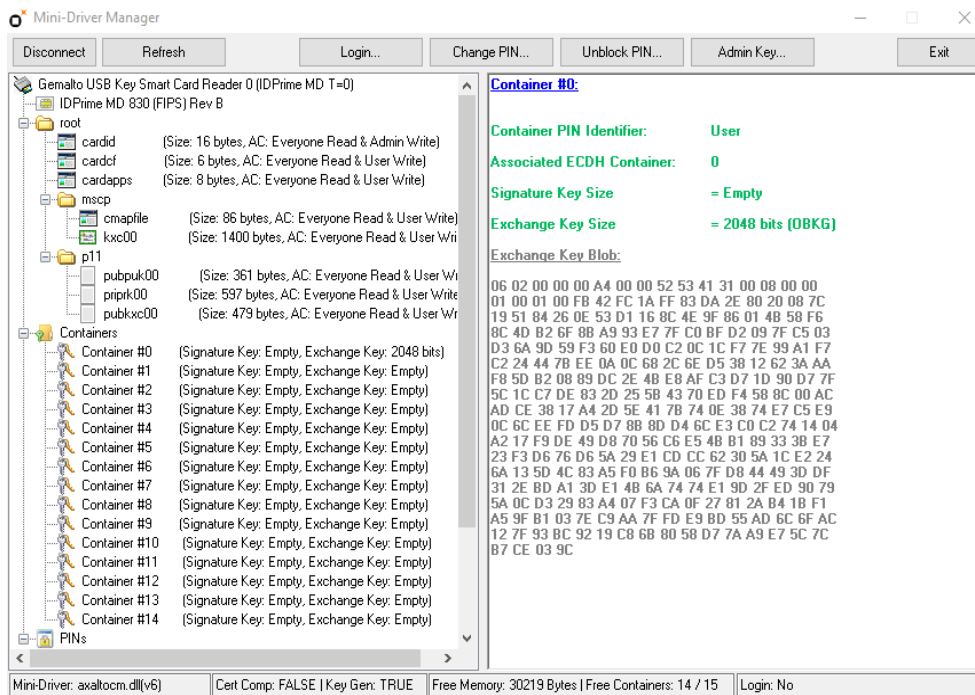 Mini-Driver Manager
Disconnect Refresh Login... Change PIN... Unblock PIN... Admin Key... Exit
Gemalto USB Key Smart Card Reader 0 (IDPrime MD T=0)
IDPrime MD 830 (FIPS) Rev B
root
cardid (Size: 16 bytes, AC: Everyone Read & Admin Write)
cardcf (Size: 6 bytes, AC: Everyone Read & User Write)
cardapps (Size: 8 bytes, AC: Everyone Read & User Write)
mscp
cmapfile (Size: 86 bytes, AC: Everyone Read & User Write)
kxc00 (Size: 1400 bytes, AC: Everyone Read & User Wri
p11
pubpuk00 (Size: 361 bytes, AC: Everyone Read & User Wr
priprk00 (Size: 597 bytes, AC: Everyone Read & User Write
pubkxc00 (Size: 479 bytes, AC: Everyone Read & User Wr
Containers
Container #0 (Signature Key: Empty, Exchange Key: 2048 bits)
Container #1 (Signature Key: Empty, Exchange Key: Empty)
Container #2 (Signature Key: Empty, Exchange Key: Empty)
Container #3 (Signature Key: Empty, Exchange Key: Empty)
Container #4 (Signature Key: Empty, Exchange Key: Empty)
Container #5 (Signature Key: Empty, Exchange Key: Empty)
Container #6 (Signature Key: Empty, Exchange Key: Empty)
Container #7 (Signature Key: Empty, Exchange Key: Empty)
Container #8 (Signature Key: Empty, Exchange Key: Empty)
Container #9 (Signature Key: Empty, Exchange Key: Empty)
Container #10 (Signature Key: Empty, Exchange Key: Empty)
Container #11 (Signature Key: Empty, Exchange Key: Empty)
Container #12 (Signature Key: Empty, Exchange Key: Empty)
Container #13 (Signature Key: Empty, Exchange Key: Empty)
Container #14 (Signature Key: Empty, Exchange Key: Empty)
PINs
Container #0:
Container PIN Identifier: User
Associated ECDH Container: 0
Signature Key Size = Empty
Exchange Key Size = 2048 bits (OBKG)
Exchange Key Blob:
06 02 00 00 00 A4 00 00 52 53 41 31 00 08 00 00
01 00 01 00 FB 42 FC 1A FF 83 DA 2E 80 20 08 7C
19 51 84 26 0E 53 D1 16 8C 4E 9F 86 01 4B 58 F6
8C 4D B2 6F 8B A9 93 E7 7F C0 BF D2 09 7F C5 03
D3 6A 9D 59 F3 60 E0 D0 C2 0C 1C F7 7E 99 A1 F7
C2 24 44 7B EE 0A 0C 68 2C 6E D5 38 12 62 3A AA
F8 5D B2 08 89 DC 2E 4B E8 AF C3 D7 1D 90 D7 7F
5C 1C C7 DE 83 2D 25 5B 43 70 ED F4 58 8C 00 AC
AD CE 38 17 A4 2D 5E 41 7B 74 0E 38 74 E7 C5 E9
0C 6C EE FD D5 D7 8B 8D D4 6C E3 C0 C2 74 14 04
A2 17 F9 DE 49 D8 70 56 C6 E5 4B B1 89 33 3B E7
23 F3 D6 76 D6 5A 29 E1 CD CC 62 30 5A 1C E2 24
6A 13 5D 4C 83 A5 F0 B6 9A 06 7F D8 44 49 3D DF
31 2E BD A1 3D E1 4B 6A 74 74 E1 9D 2F ED 90 79
5A 0C D3 29 83 A4 07 F3 CA 0F 27 81 2A B4 1B F1
A5 9F B1 03 7E C9 AA 7F FD E9 BD 55 AD 6C 6F AC
12 7F 93 BC 92 19 C8 6B 80 58 D7 7A A9 E7 5C 7C
B7 CE 03 9C
Mini-Driver: axaltocm.dll(v6) Cert Comp: FALSE | Key Gen: TRUE Free Memory: 30219 Bytes | Free Containers: 14 / 15 Login: No